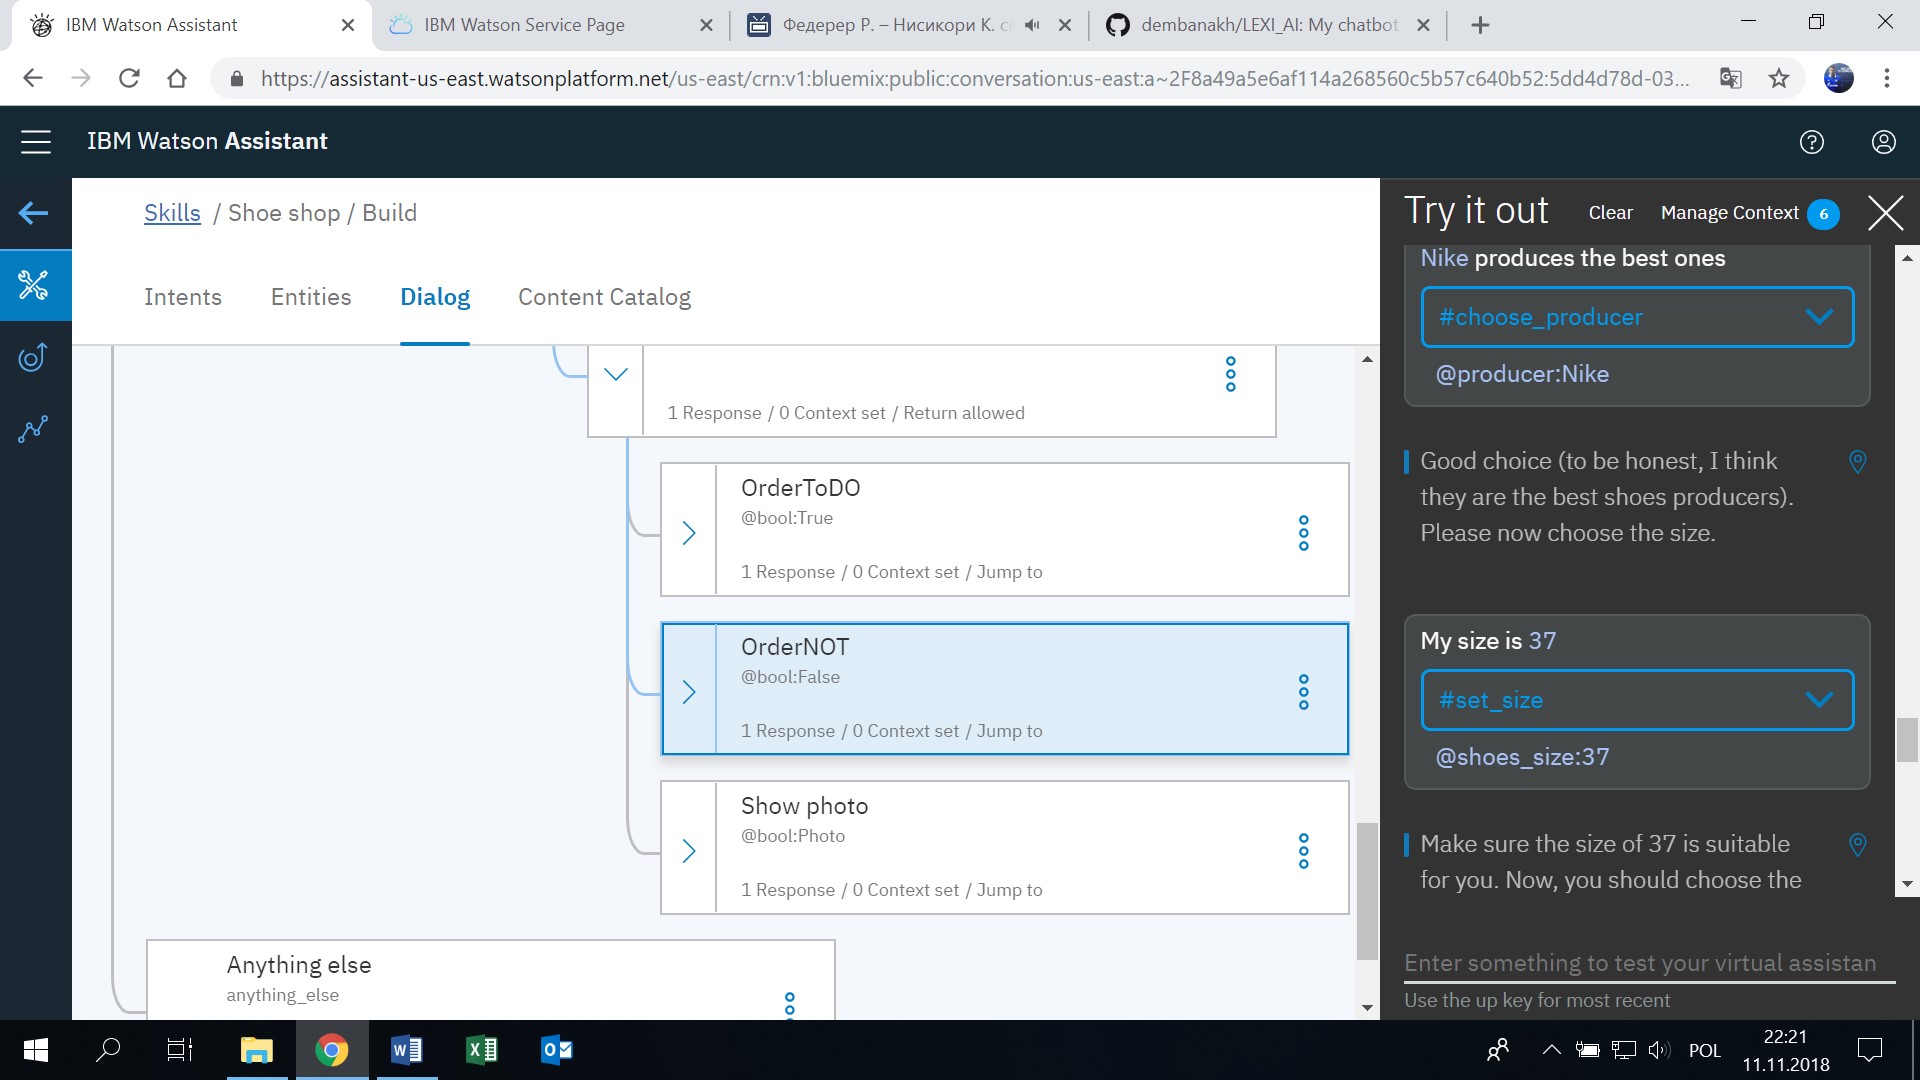 IBM Watson Assistant
IBM Watson Service Page
Федерер Р. – Нисикори К. с
dembanakh/LEXI_AI: My chatbot
https://assistant-us-east.watsonplatform.net/us-east/crn:v1:bluemix:public:conversation:us-east:a~2F8a49a5e6af114a268560c5b57c640b52:5dd4d78d-03...
IBM Watson Assistant
Skills / Shoe shop / Build
Intents
Entities
Dialog
Content Catalog
1 Response / 0 Context set / Return allowed
OrderToDO
@bool:True
1 Response / 0 Context set / Jump to
OrderNOT
@bool:False
1 Response / 0 Context set / Jump to
Show photo
@bool:Photo
1 Response / 0 Context set / Jump to
Anything else
anything_else
Try it out
Clear
Manage Context 6
Nike produces the best ones
#choose_producer
@producer:Nike
Good choice (to be honest, I think
they are the best shoes producers).
Please now choose the size.
My size is 37
#set_size
@shoes_size:37
Make sure the size of 37 is suitable
for you. Now, you should choose the
Enter something to test your virtual assistan
Use the up key for most recent
POL
22:21
11.11.2018